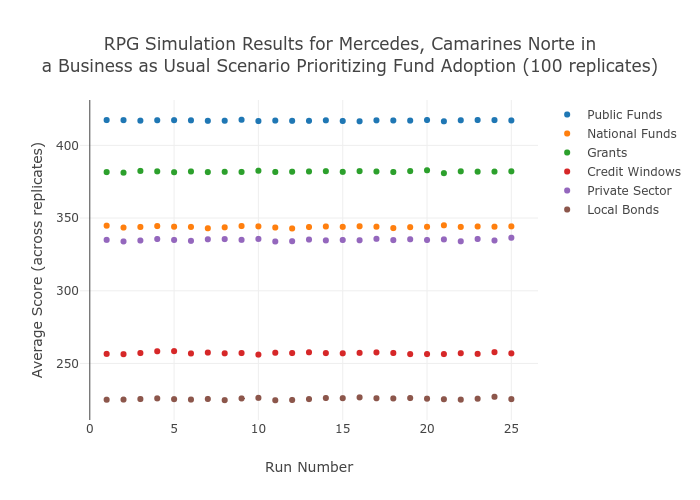 RPG Simulation Results for Mercedes, Camarines Norte in
a Business as Usual Scenario Prioritizing Fund Adoption (100 replicates)
Public Funds
National Funds
Grants
Credit Windows
Private Sector
Local Bonds
Average Score (across replicates)
400
350
300
250
0
5
10
15
20
25
Run Number